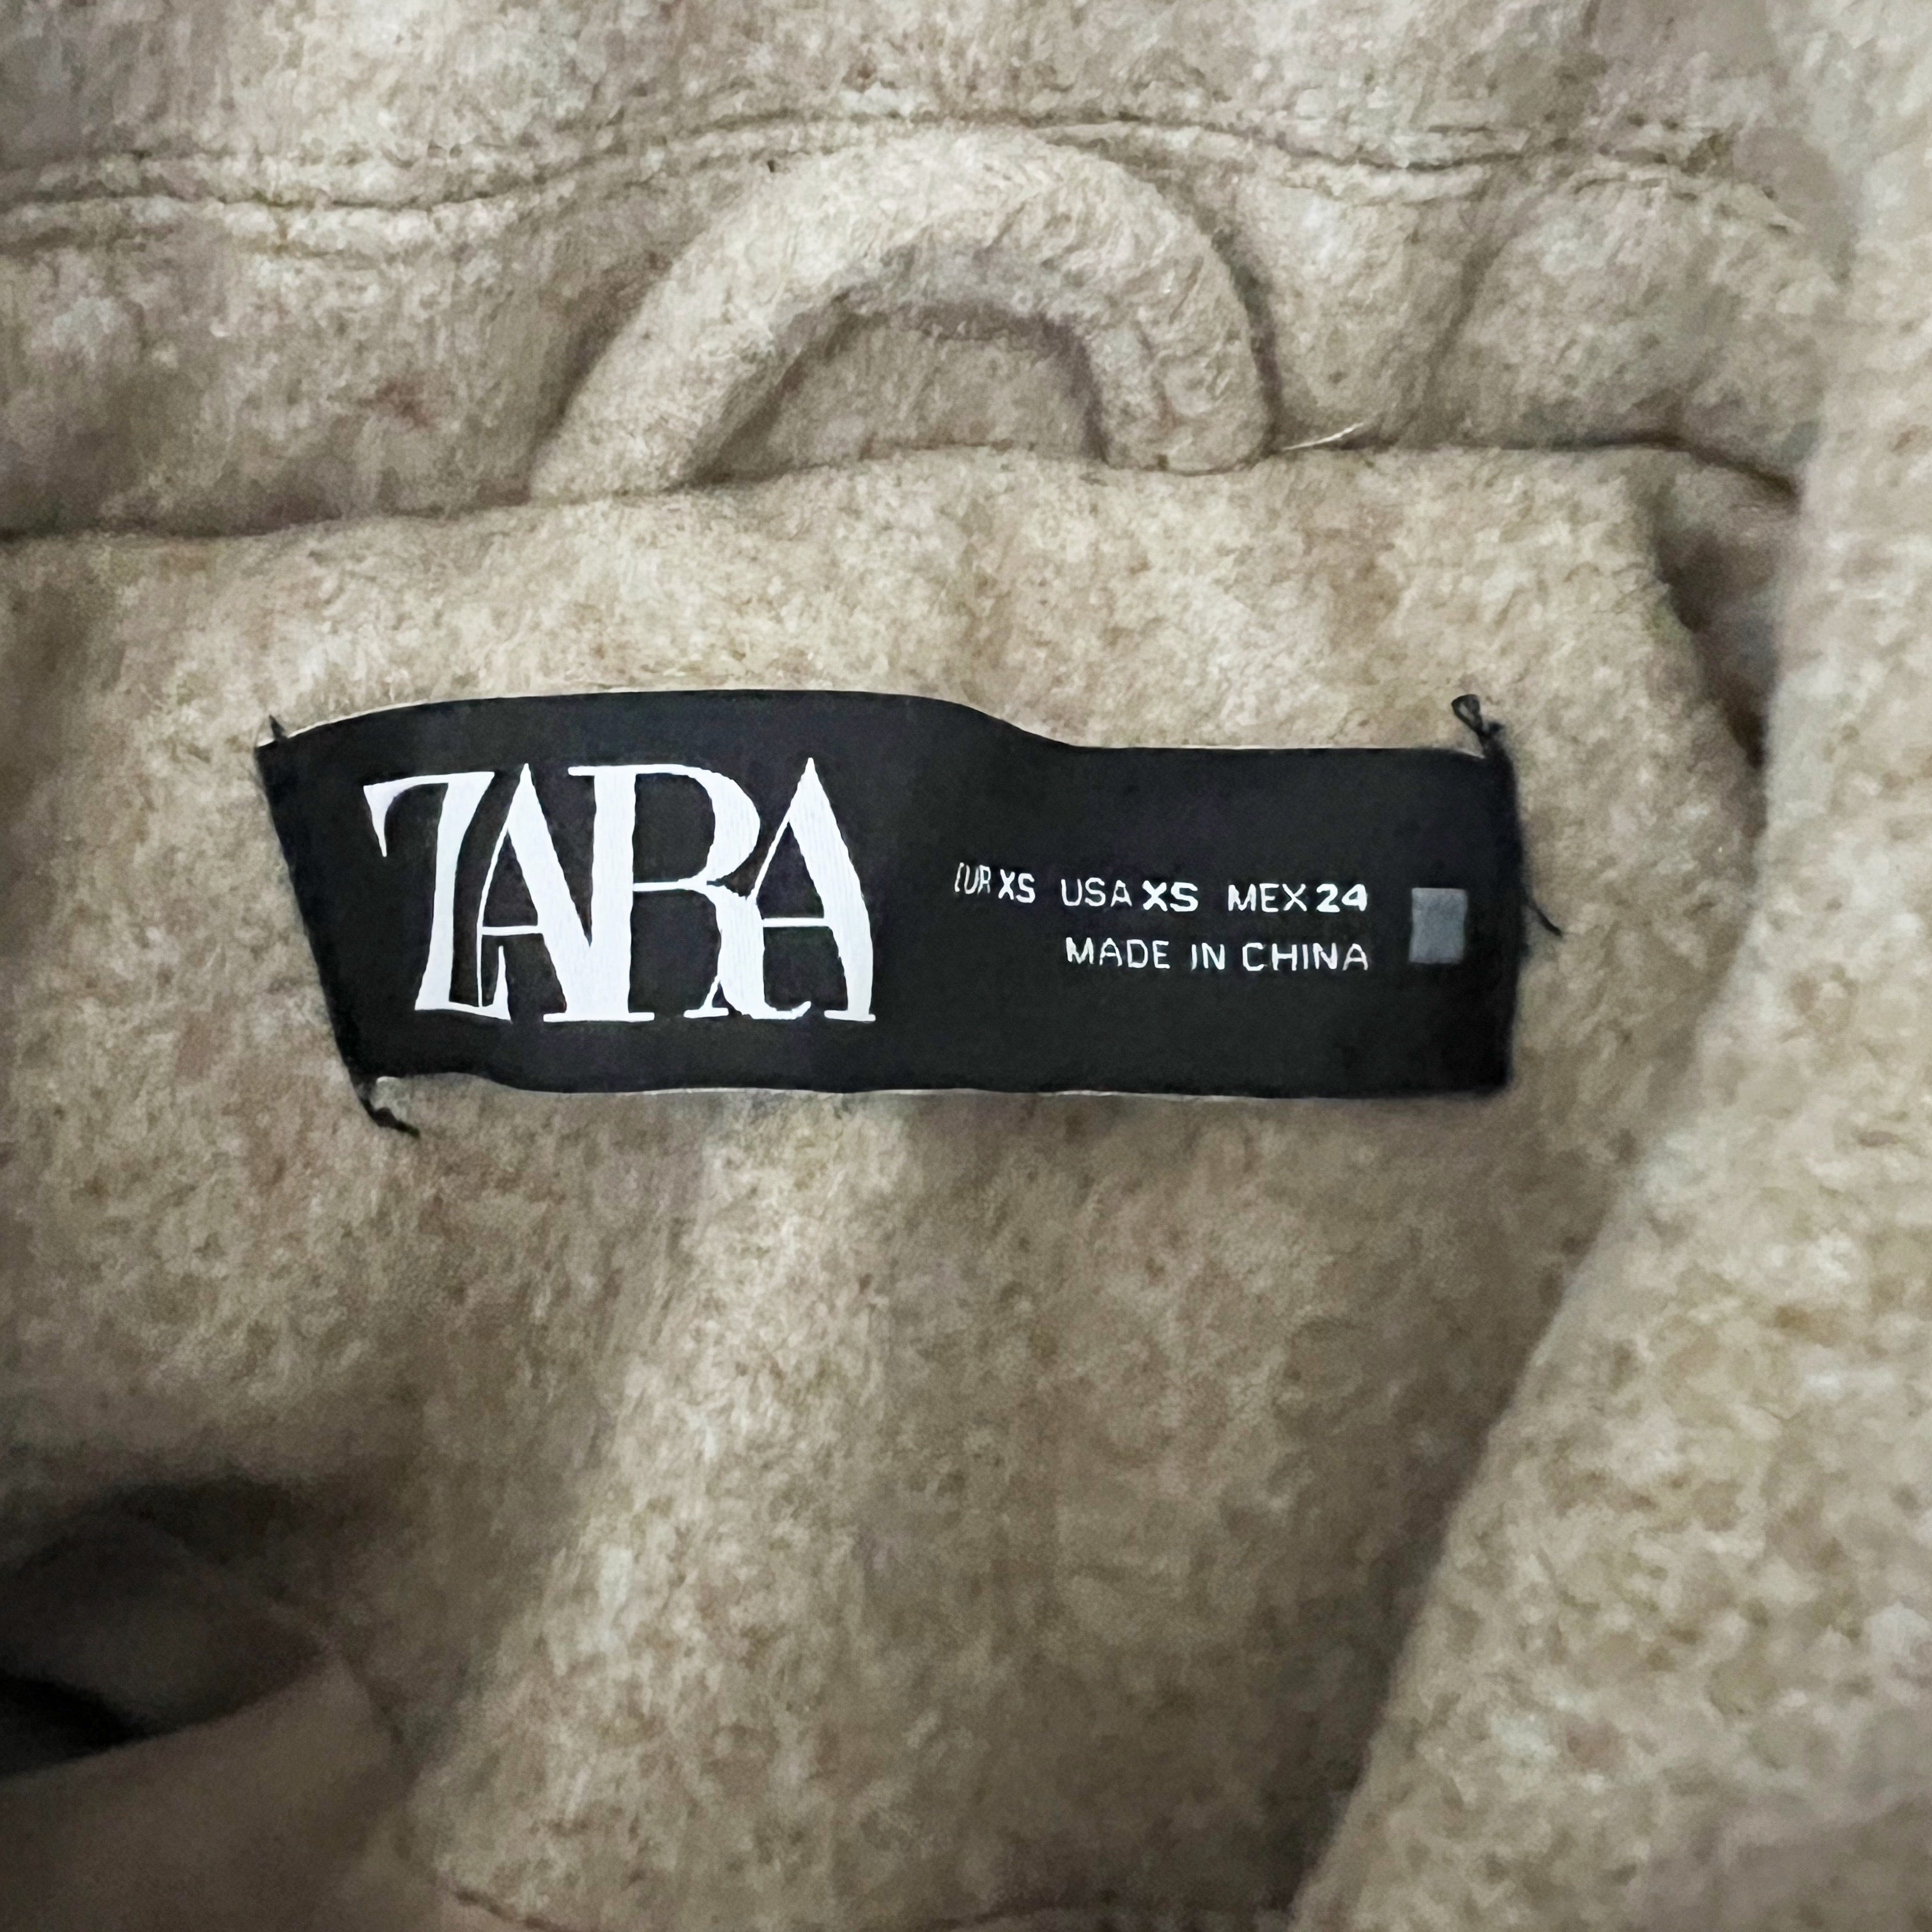 ZARA
EUR XS USA XS MEX 24
MADE IN CHINA